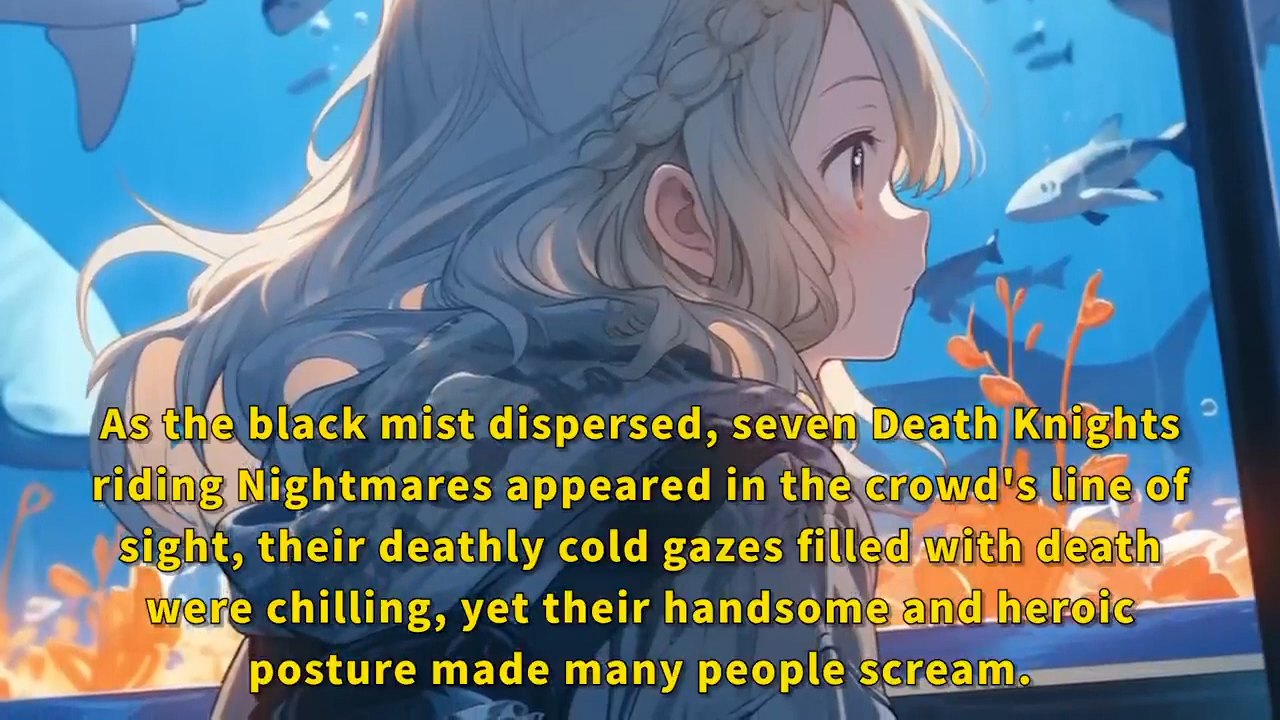 As the black mist dispersed, seven Death Knights
riding Nightmares appeared in the crowd's line of
sight, their deathly cold gazes filled with death
were chilling, yet their handsome and heroic
posture made many people scream.